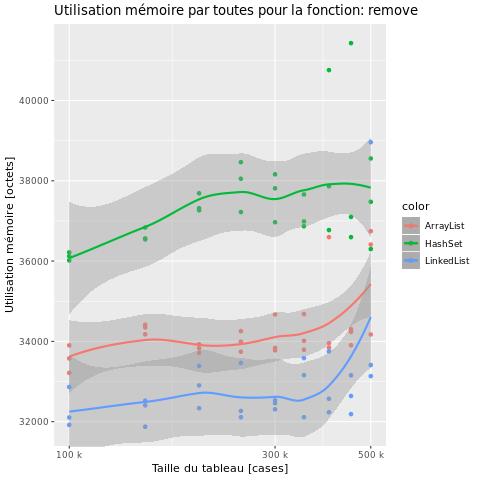 Utilisation mémoire par toutes pour la fonction: remove
Utilisation mémoire [octets]
40000
38000
36000
34000
32000
100 k
300 k
500 k
Taille du tableau [cases]
color
ArrayList
HashSet
LinkedList